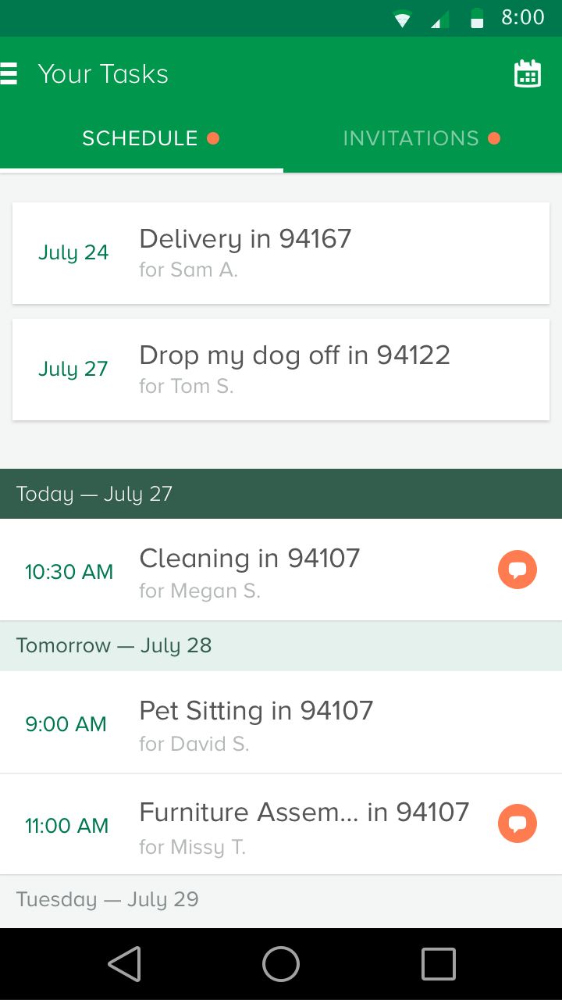 8:00
Your Tasks
SCHEDULE
INVITATIONS
July 24
Delivery in 94167
for Sam A.
July 27
Drop my dog off in 94122
for Tom S.
Today — July 27
10:30 AM
Cleaning in 94107
for Megan S.
Tomorrow — July 28
9:00 AM
Pet Sitting in 94107
for David S.
11:00 AM
Furniture Assem... in 94107
for Missy T.
Tuesday — July 29